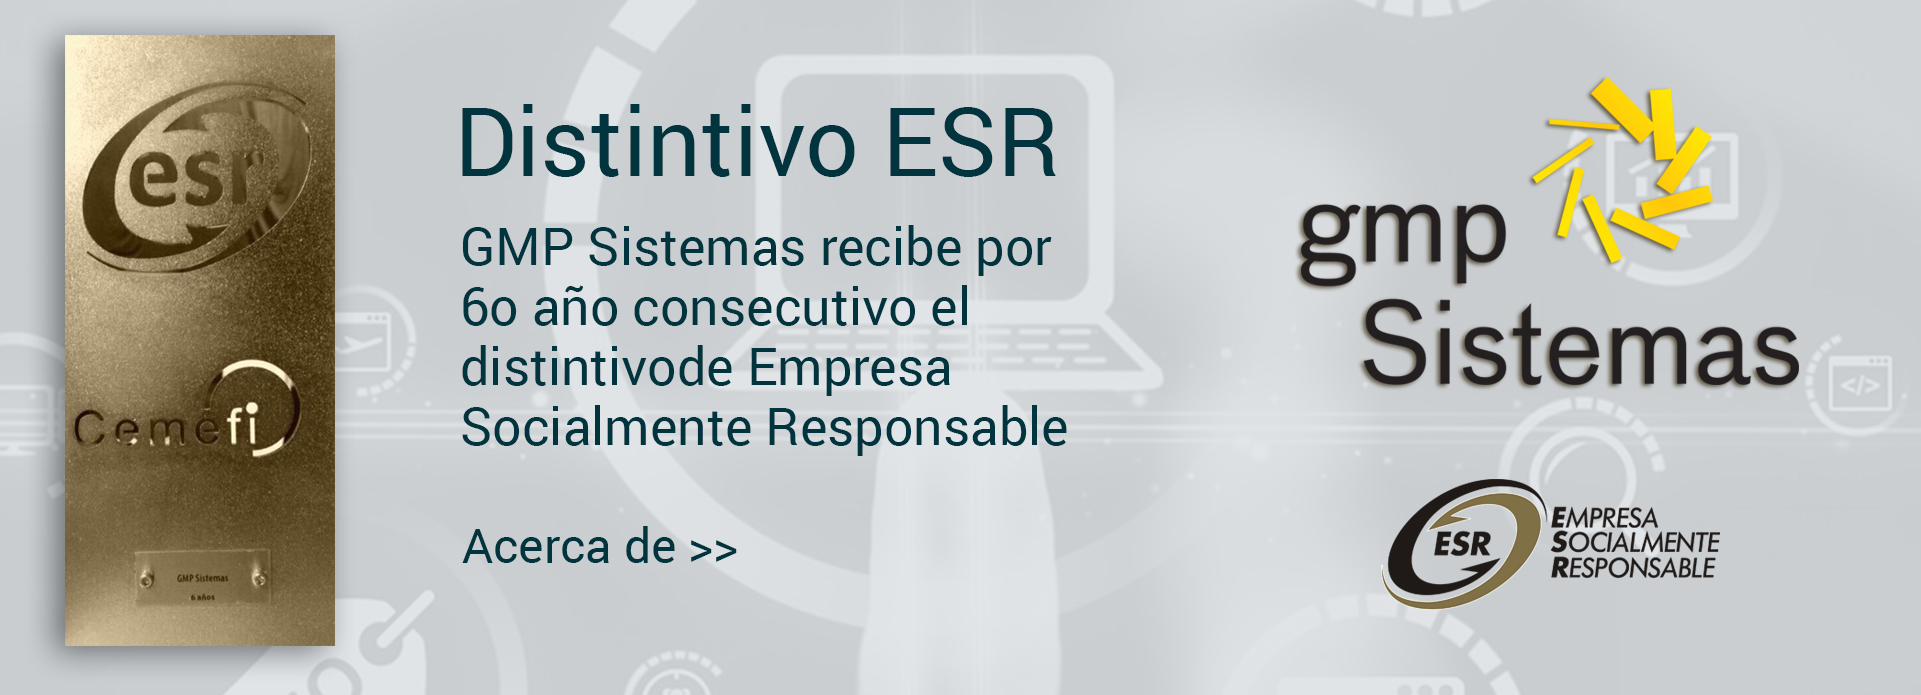 esr
Cemefi
GMP Sistemas
6 años
Distintivo ESR
GMP Sistemas recibe por
6o año consecutivo el
distintivode Empresa
Socialmente Responsable
Acerca de >>
gmp
Sistemas
ESR
EMPRESA
SOCIALMENTE
RESPONSABLE
</>